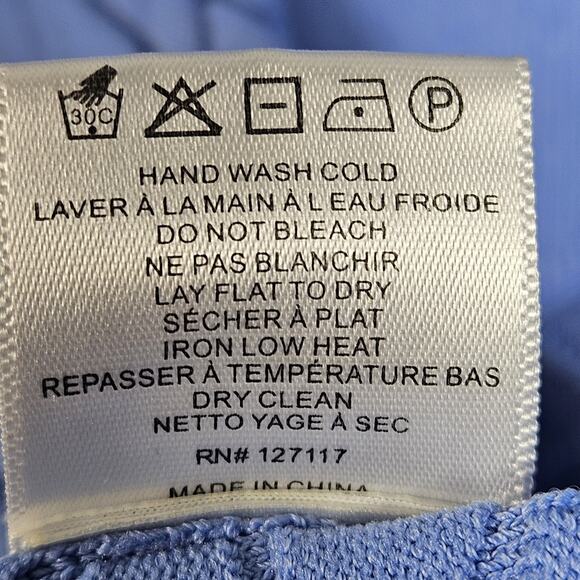 30C P
HAND WASH COLD
LAVER À LA MAIN À L EAU FROIDE
DO NOT BLEACH
NE PAS BLANCHIR
LAY FLAT TO DRY
SÉCHER À PLAT
IRON LOW HEAT
REPASSER À TEMPÉRATURE BAS
DRY CLEAN
NETTO YAGE À SEC
RN# 127117
MADE IN CHINA